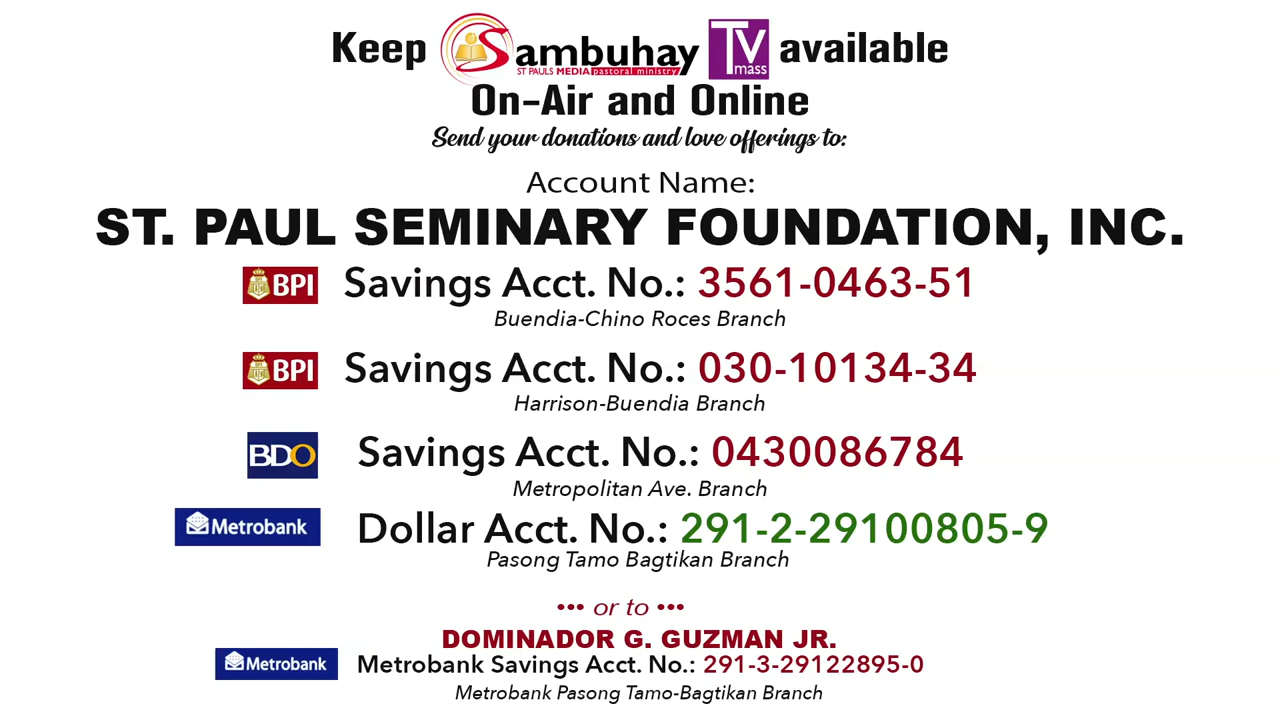 Keep Sambuhay TV mass available
ST PAULS MEDIA pastoral ministry
On-Air and Online
Send your donations and love offerings to:
Account Name:
ST. PAUL SEMINARY FOUNDATION, INC.
BPI Savings Acct. No.: 3561-0463-51
Buendia-Chino Roces Branch
BPI Savings Acct. No.: 030-10134-34
Harrison-Buendia Branch
BDO Savings Acct. No.: 0430086784
Metropolitan Ave. Branch
Metrobank Dollar Acct. No.: 291-2-29100805-9
Pasong Tamo Bagtikan Branch
••• or to •••
DOMINADOR G. GUZMAN JR.
Metrobank Metrobank Savings Acct. No.: 291-3-29122895-0
Metrobank Pasong Tamo-Bagtikan Branch